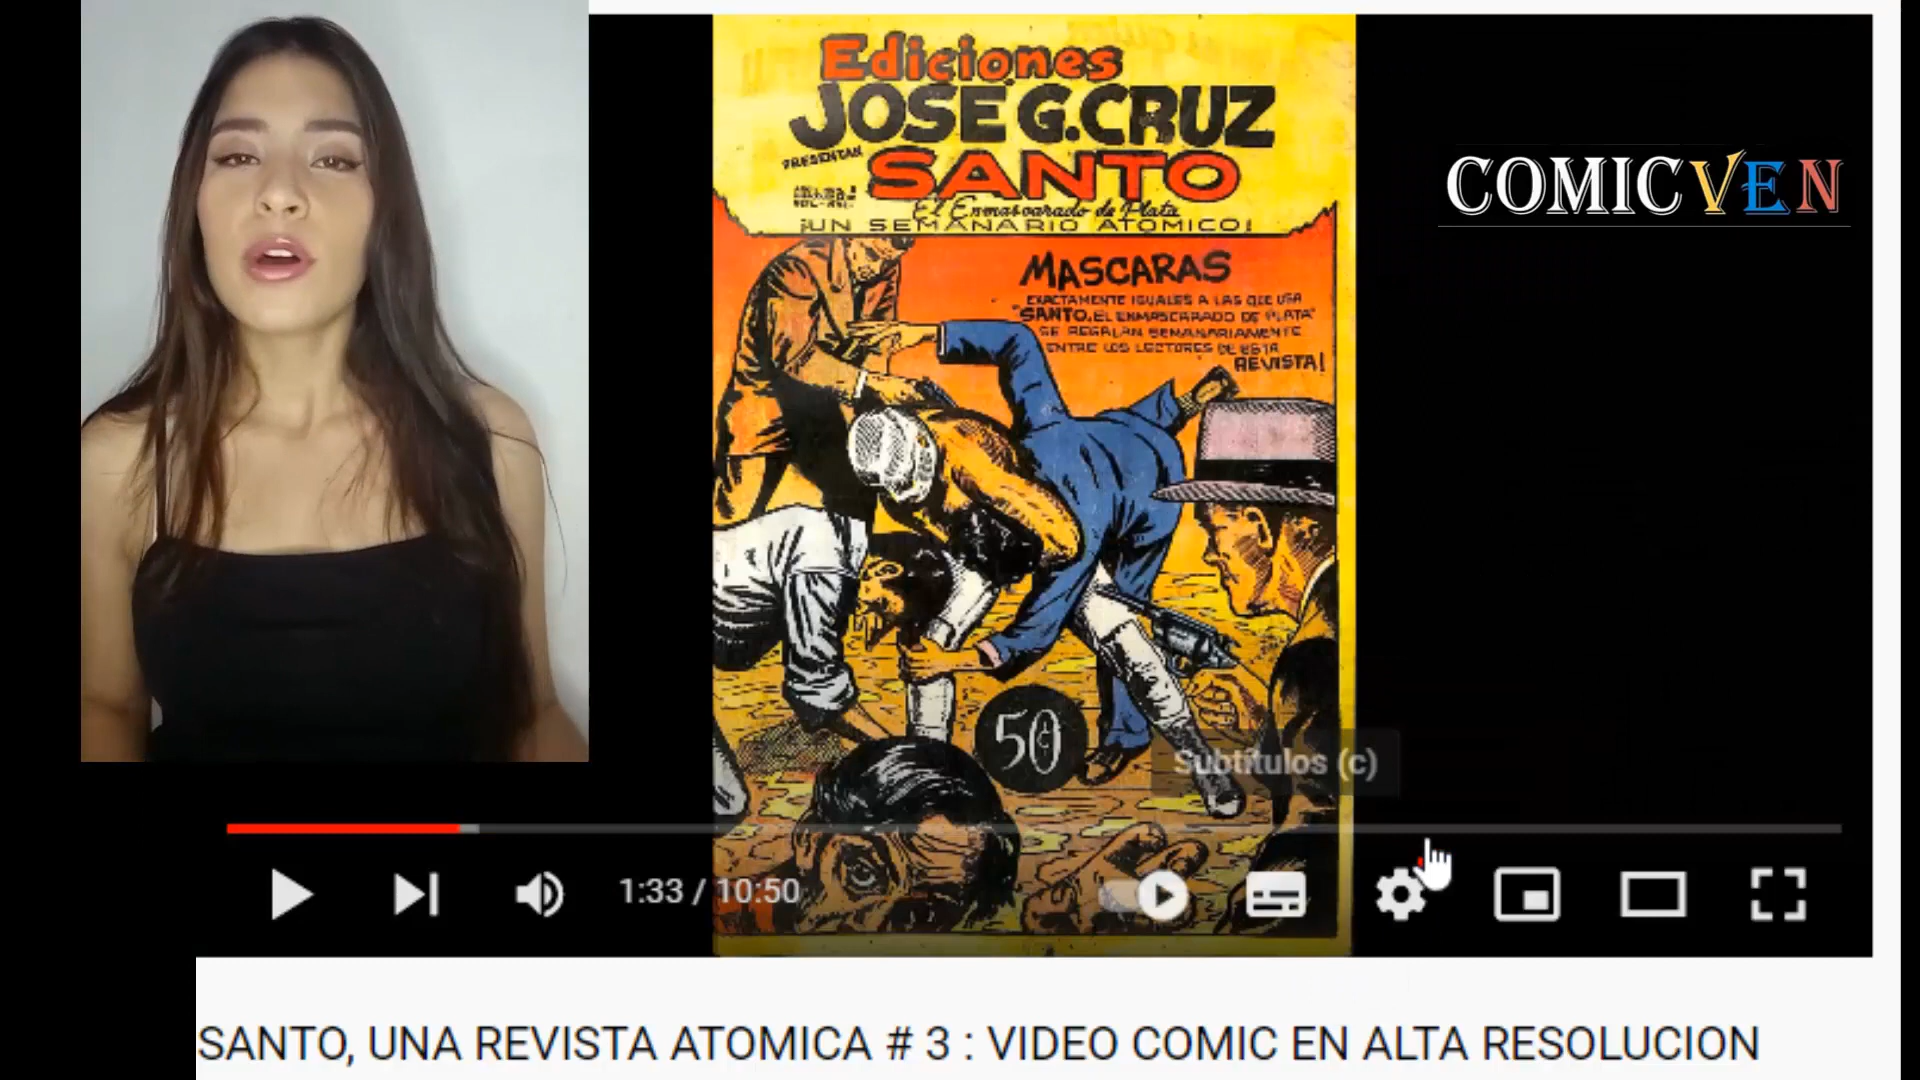 Ediciones
JOSE G. CRUZ
PRESENTAN
SANTO
El Enmascarado de Plata
¡UN SEMANARIO ATOMICO!
MASCARAS
EXACTAMENTE IGUALES A LAS QUE USA
"SANTO, EL ENMASCARADO DE PLATA"
SE REGALAN SEMANARIAMENTE
ENTRE LOS LECTORES DE ESTA
REVISTA!
50¢
COMICVEN
Subtítulos (c)
1:33 / 10:50
SANTO, UNA REVISTA ATOMICA # 3 : VIDEO COMIC EN ALTA RESOLUCION